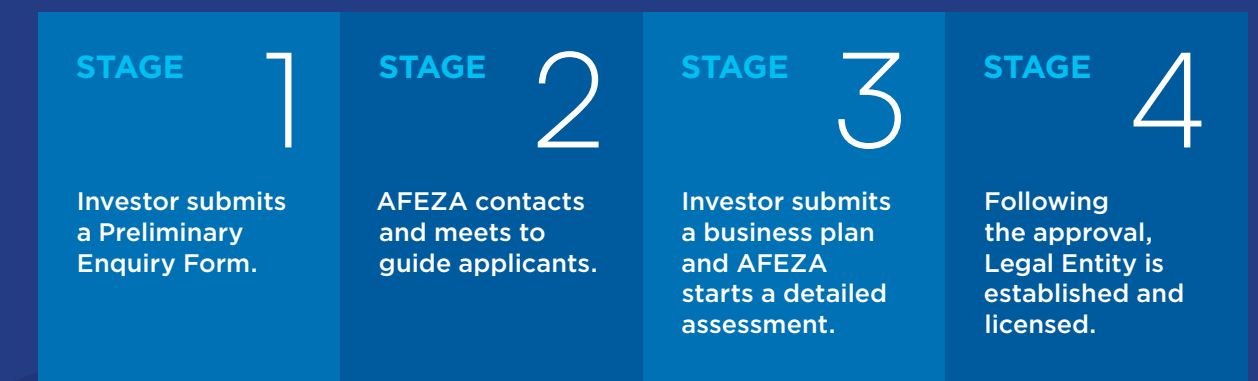 STAGE 1
Investor submits
a Preliminary
Enquiry Form.
STAGE 2
AFEZA contacts
and meets to
guide applicants.
STAGE 3
Investor submits
a business plan
and AFEZA
starts a detailed
assessment.
STAGE 4
Following
the approval,
Legal Entity is
established and
licensed.